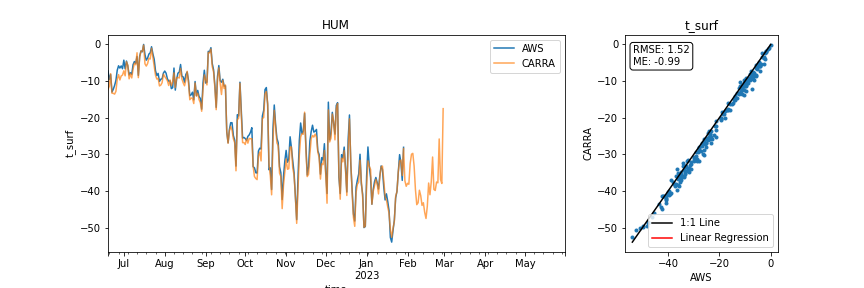 HUM
t_surf
0
−10
−20
−30
−40
−50
AWS
CARRA
Jul Aug Sep Oct Nov Dec Jan Feb Mar Apr May
2023
time
t_surf
CARRA
0
−10
−20
−30
−40
−50
RMSE: 1.52
ME: -0.99
1:1 Line
Linear Regression
−40 −20 0
AWS